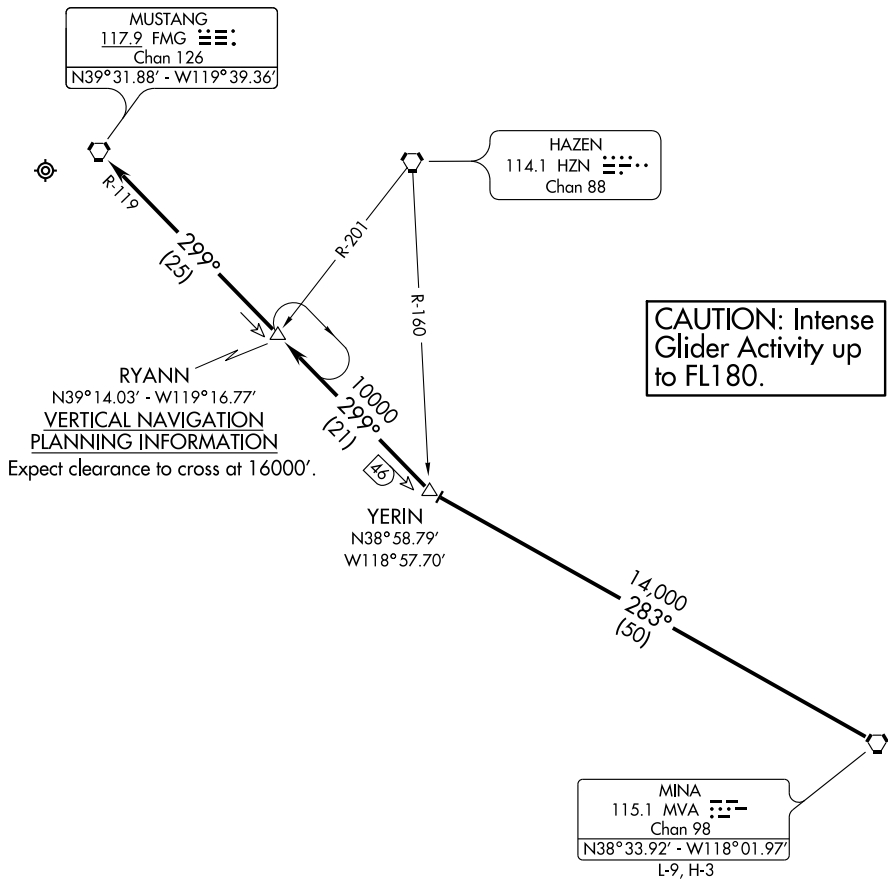 MUSTANG
117.9 FMG
Chan 126
N39°31.88' - W119°39.36'
HAZEN
114.1 HZN
Chan 88
R-119
299°
(25)
R-201
R-160
CAUTION: Intense
Glider Activity up
to FL180.
RYANN
N39°14.03' - W119°16.77'
VERTICAL NAVIGATION
PLANNING INFORMATION
Expect clearance to cross at 16000'.
10000
299°
(21)
46
YERIN
N38°58.79'
W118°57.70'
14,000
283°
(50)
MINA
115.1 MVA
Chan 98
N38°33.92' - W118°01.97'
L-9, H-3